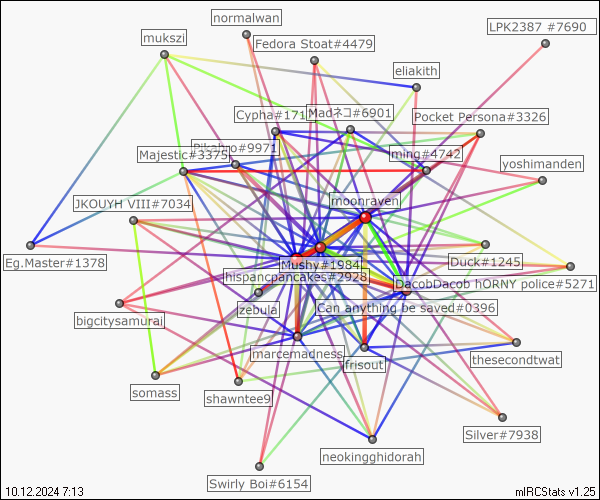 normalwan
LPK2387 #7690
mukszi
Fedora Stoat#4479
eliakith
Cypha#171
Madネコ#6901
Pocket Persona#3326
Majestic#3375
#9971
ming#4742
yoshimanden
JKOUYH VIII#7034
moonraven
Eg.Master#1378
Mushy#1984
Duck#1245
hispancpancakes#2928
DacobDacob hORNY police#5271
zebula
Can anything be saved#0396
bigcitysamurai
marcemadness
frisout
thesecondtwat
somass
shawntee9
Silver#7938
neokingghidorah
Swirly Boi#6154
10.12.2024 7:13
mIRCStats v1.25